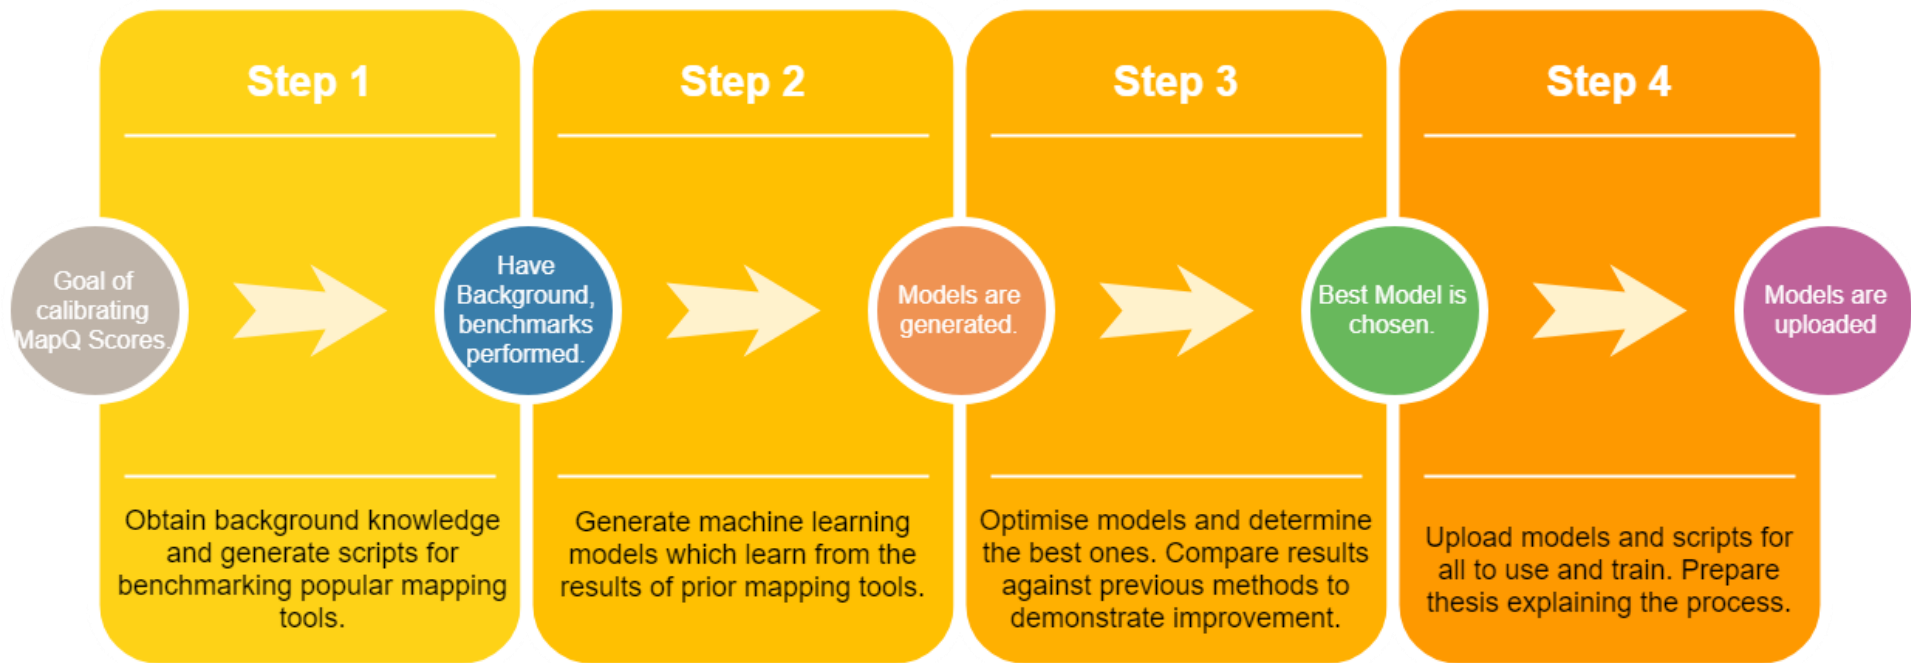 Step 1
Step 2
Step 3
Step 4
Goal of
calibrating
MapQ Scores.
Have
Background,
benchmarks
performed.
Models are
generated.
Best Model is
chosen.
Models are
uploaded
Obtain background knowledge
and generate scripts for
benchmarking popular mapping
tools.
Generate machine learning
models which learn from the
results of prior mapping tools.
Optimise models and determine
the best ones. Compare results
against previous methods to
demonstrate improvement.
Upload models and scripts for
all to use and train. Prepare
thesis explaining the process.